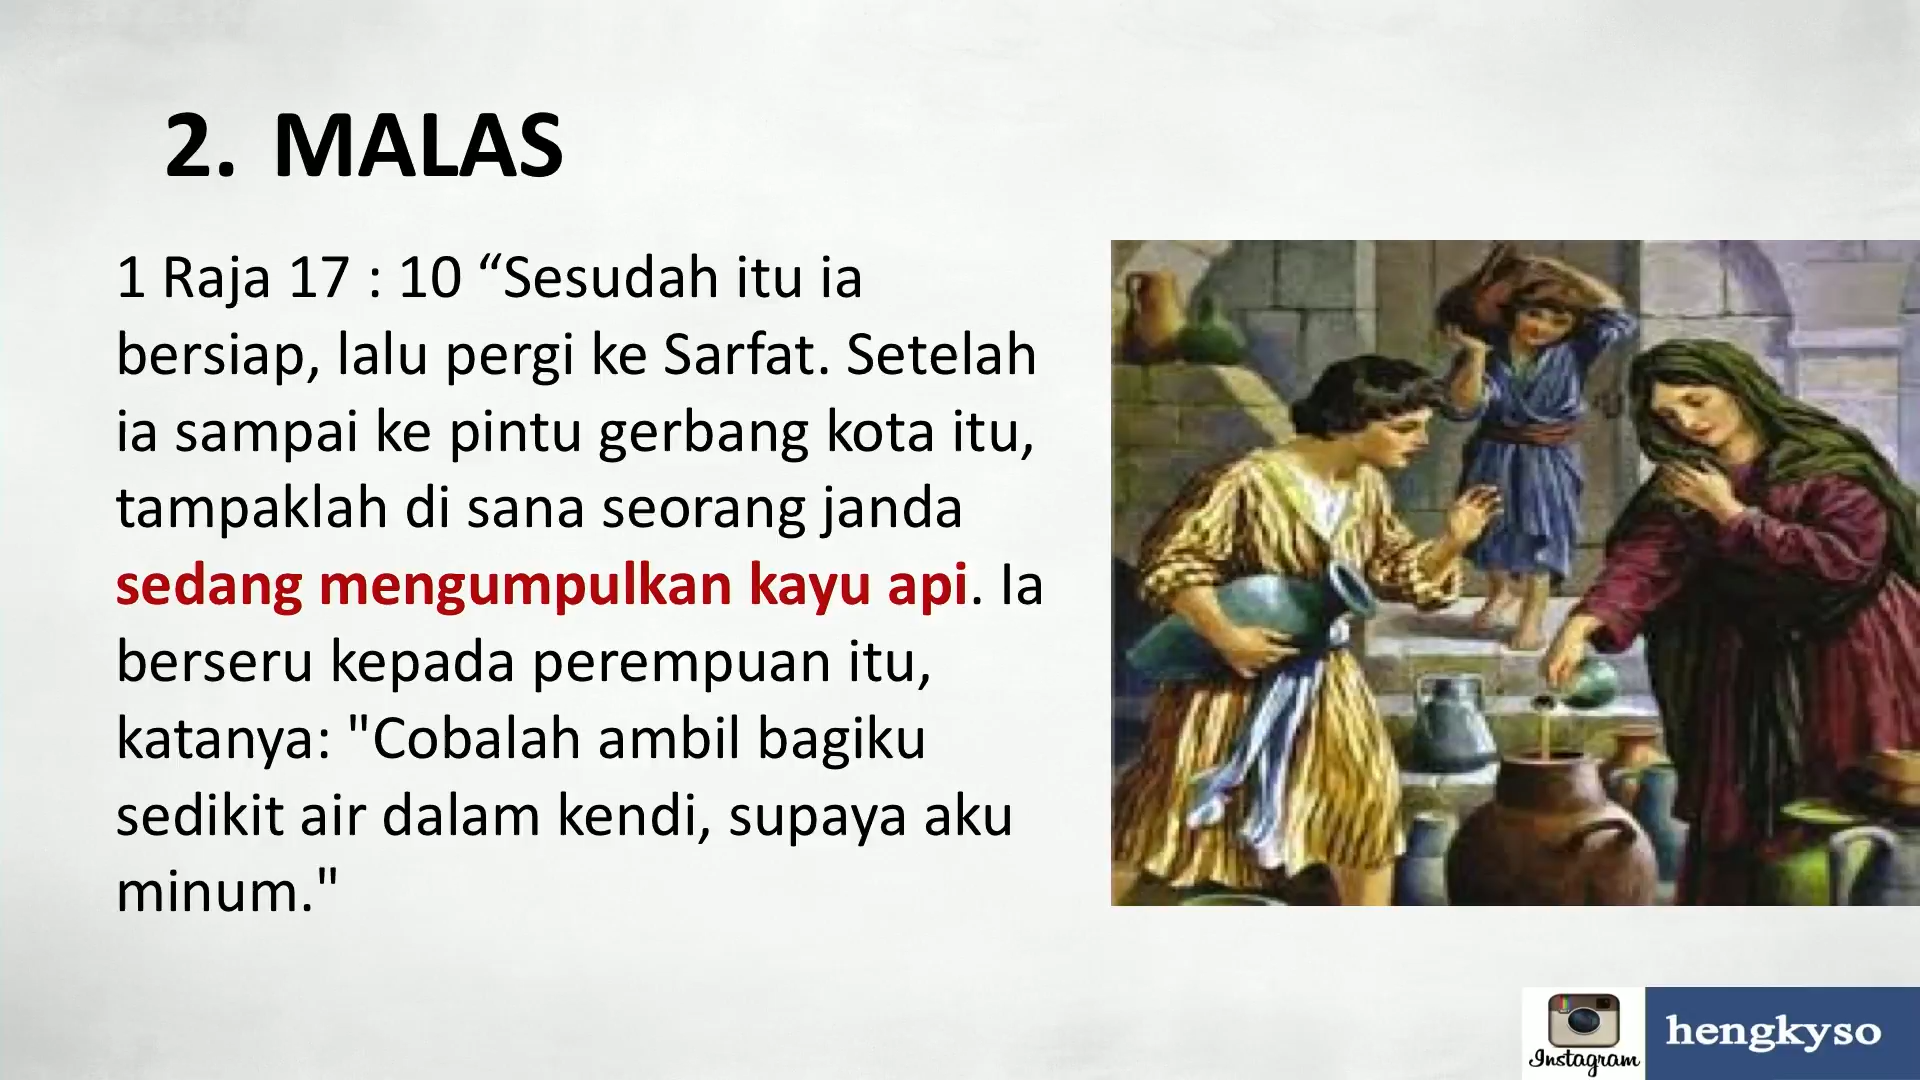 2. MALAS
1 Raja 17 : 10 “Sesudah itu ia
bersiap, lalu pergi ke Sarfat. Setelah
ia sampai ke pintu gerbang kota itu,
tampaklah di sana seorang janda
sedang mengumpulkan kayu api. Ia
berseru kepada perempuan itu,
katanya: "Cobalah ambil bagiku
sedikit air dalam kendi, supaya aku
minum."
Instagram
hengkyso